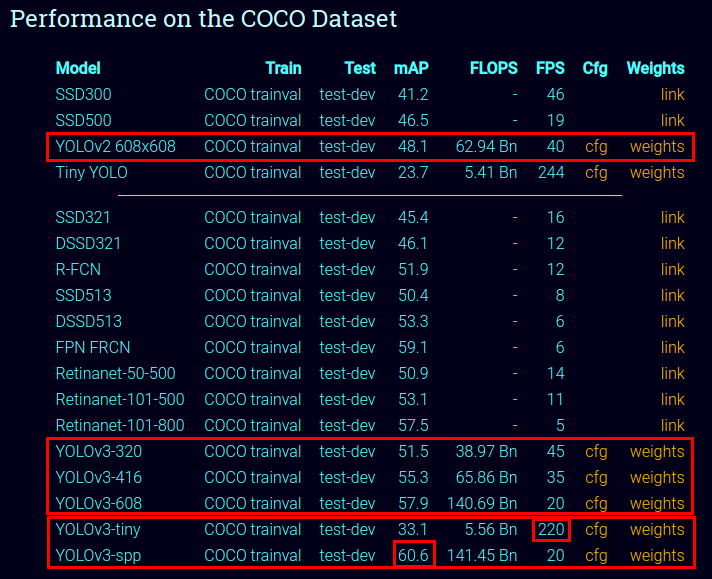 Performance on the COCO Dataset
Model Train Test mAP FLOPS FPS Cfg Weights
SSD300 COCO trainval test-dev 41.2 - 46 link
SSD500 COCO trainval test-dev 46.5 - 19 link
YOLOv2 608x608 COCO trainval test-dev 48.1 62.94 Bn 40 cfg weights
Tiny YOLO COCO trainval test-dev 23.7 5.41 Bn 244 cfg weights
SSD321 COCO trainval test-dev 45.4 - 16 link
DSSD321 COCO trainval test-dev 46.1 - 12 link
R-FCN COCO trainval test-dev 51.9 - 12 link
SSD513 COCO trainval test-dev 50.4 - 8 link
DSSD513 COCO trainval test-dev 53.3 - 6 link
FPN FRCN COCO trainval test-dev 59.1 - 6 link
Retinanet-50-500 COCO trainval test-dev 50.9 - 14 link
Retinanet-101-500 COCO trainval test-dev 53.1 - 11 link
Retinanet-101-800 COCO trainval test-dev 57.5 - 5 link
YOLOv3-320 COCO trainval test-dev 51.5 38.97 Bn 45 cfg weights
YOLOv3-416 COCO trainval test-dev 55.3 65.86 Bn 35 cfg weights
YOLOv3-608 COCO trainval test-dev 57.9 140.69 Bn 20 cfg weights
YOLOv3-tiny COCO trainval test-dev 33.1 5.56 Bn 220 cfg weights
YOLOv3-spp COCO trainval test-dev 60.6 141.45 Bn 20 cfg weights